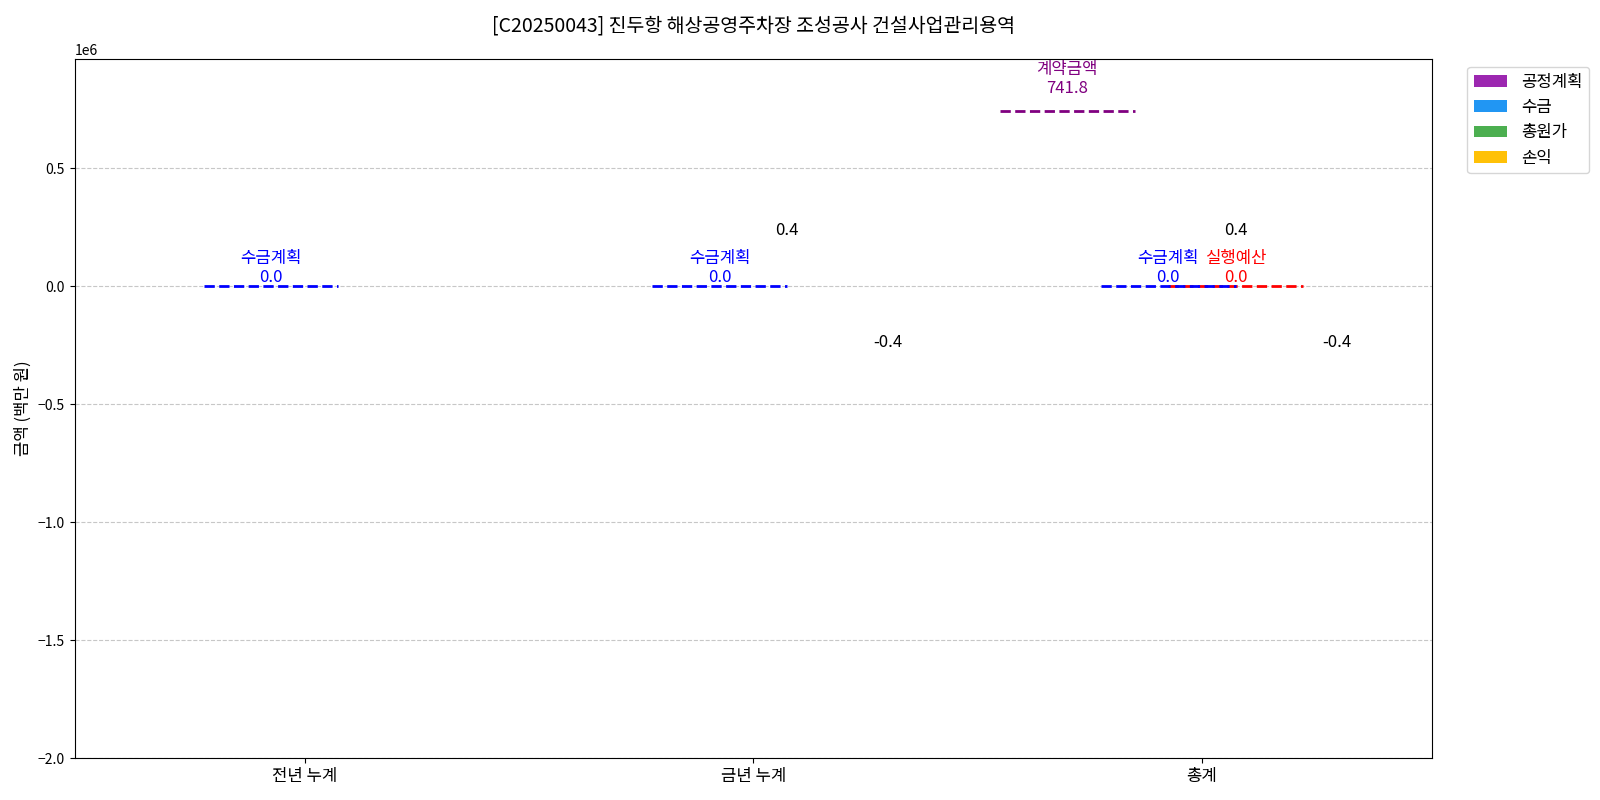 [C20250043] 진두항 해상공영주차장 조성공사 건설사업관리용역
1e6
계약금액
741.8
공정계획
수금
총원가
손익
0.5
0.4
0.4
수금계획
0.0
수금계획
0.0
수금계획
0.0
실행예산
0.0
0.0
-0.4
-0.4
금액 (백만 원)
−0.5
−1.0
−1.5
−2.0
전년 누계
금년 누계
총계